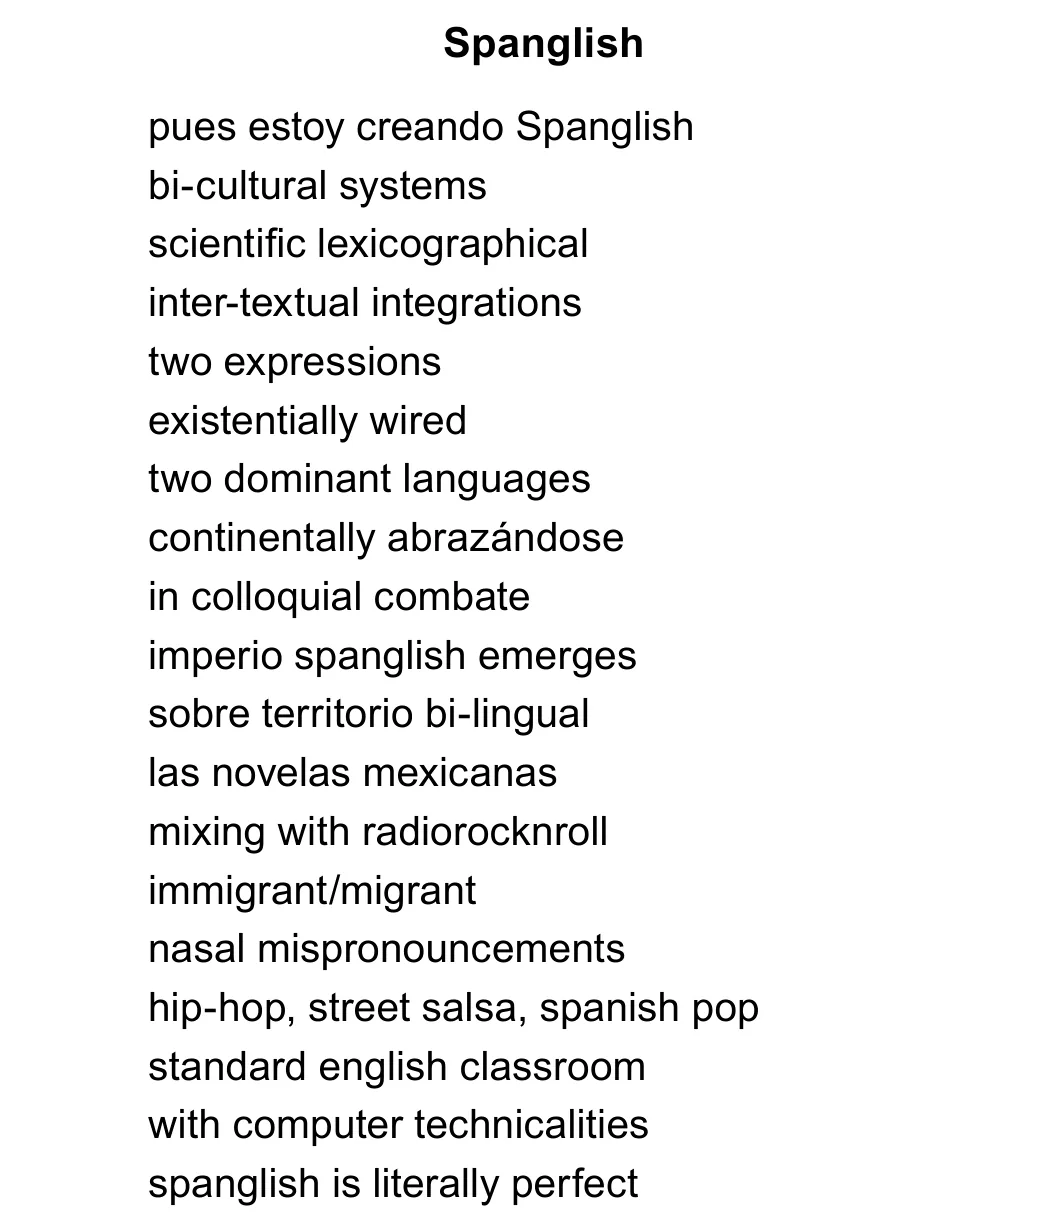 Spanglish
pues estoy creando Spanglish
bi-cultural systems
scientific lexicographical
inter-textual integrations
two expressions
existentially wired
two dominant languages
continentally abrazándose
in colloquial combate
imperio spanglish emerges
sobre territorio bi-lingual
las novelas mexicanas
mixing with radiorocknroll
immigrant/migrant
nasal mispronouncements
hip-hop, street salsa, spanish pop
standard english classroom
with computer technicalities
spanglish is literally perfect